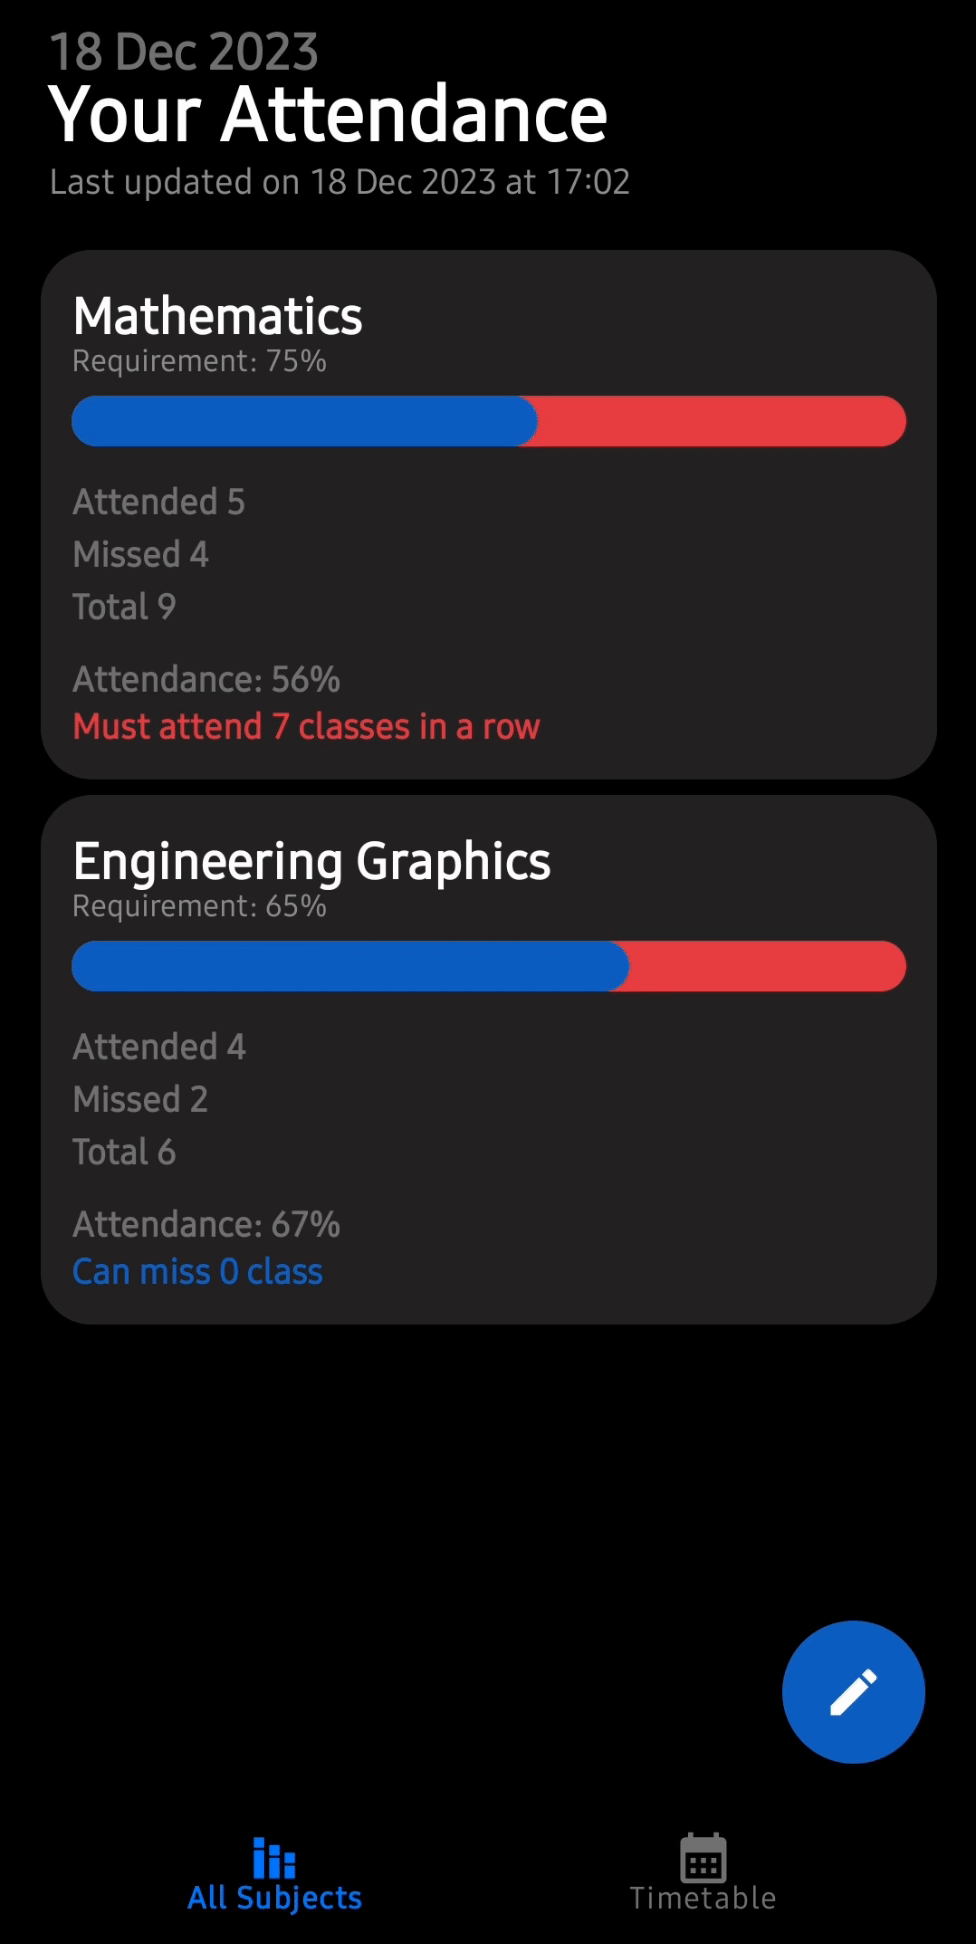 18 Dec 2023
Your Attendance
Last updated on 18 Dec 2023 at 17:02
Mathematics
Requirement: 75%
Attended 5
Missed 4
Total 9
Attendance: 56%
Must attend 7 classes in a row
Engineering Graphics
Requirement: 65%
Attended 4
Missed 2
Total 6
Attendance: 67%
Can miss 0 class
All Subjects
Timetable